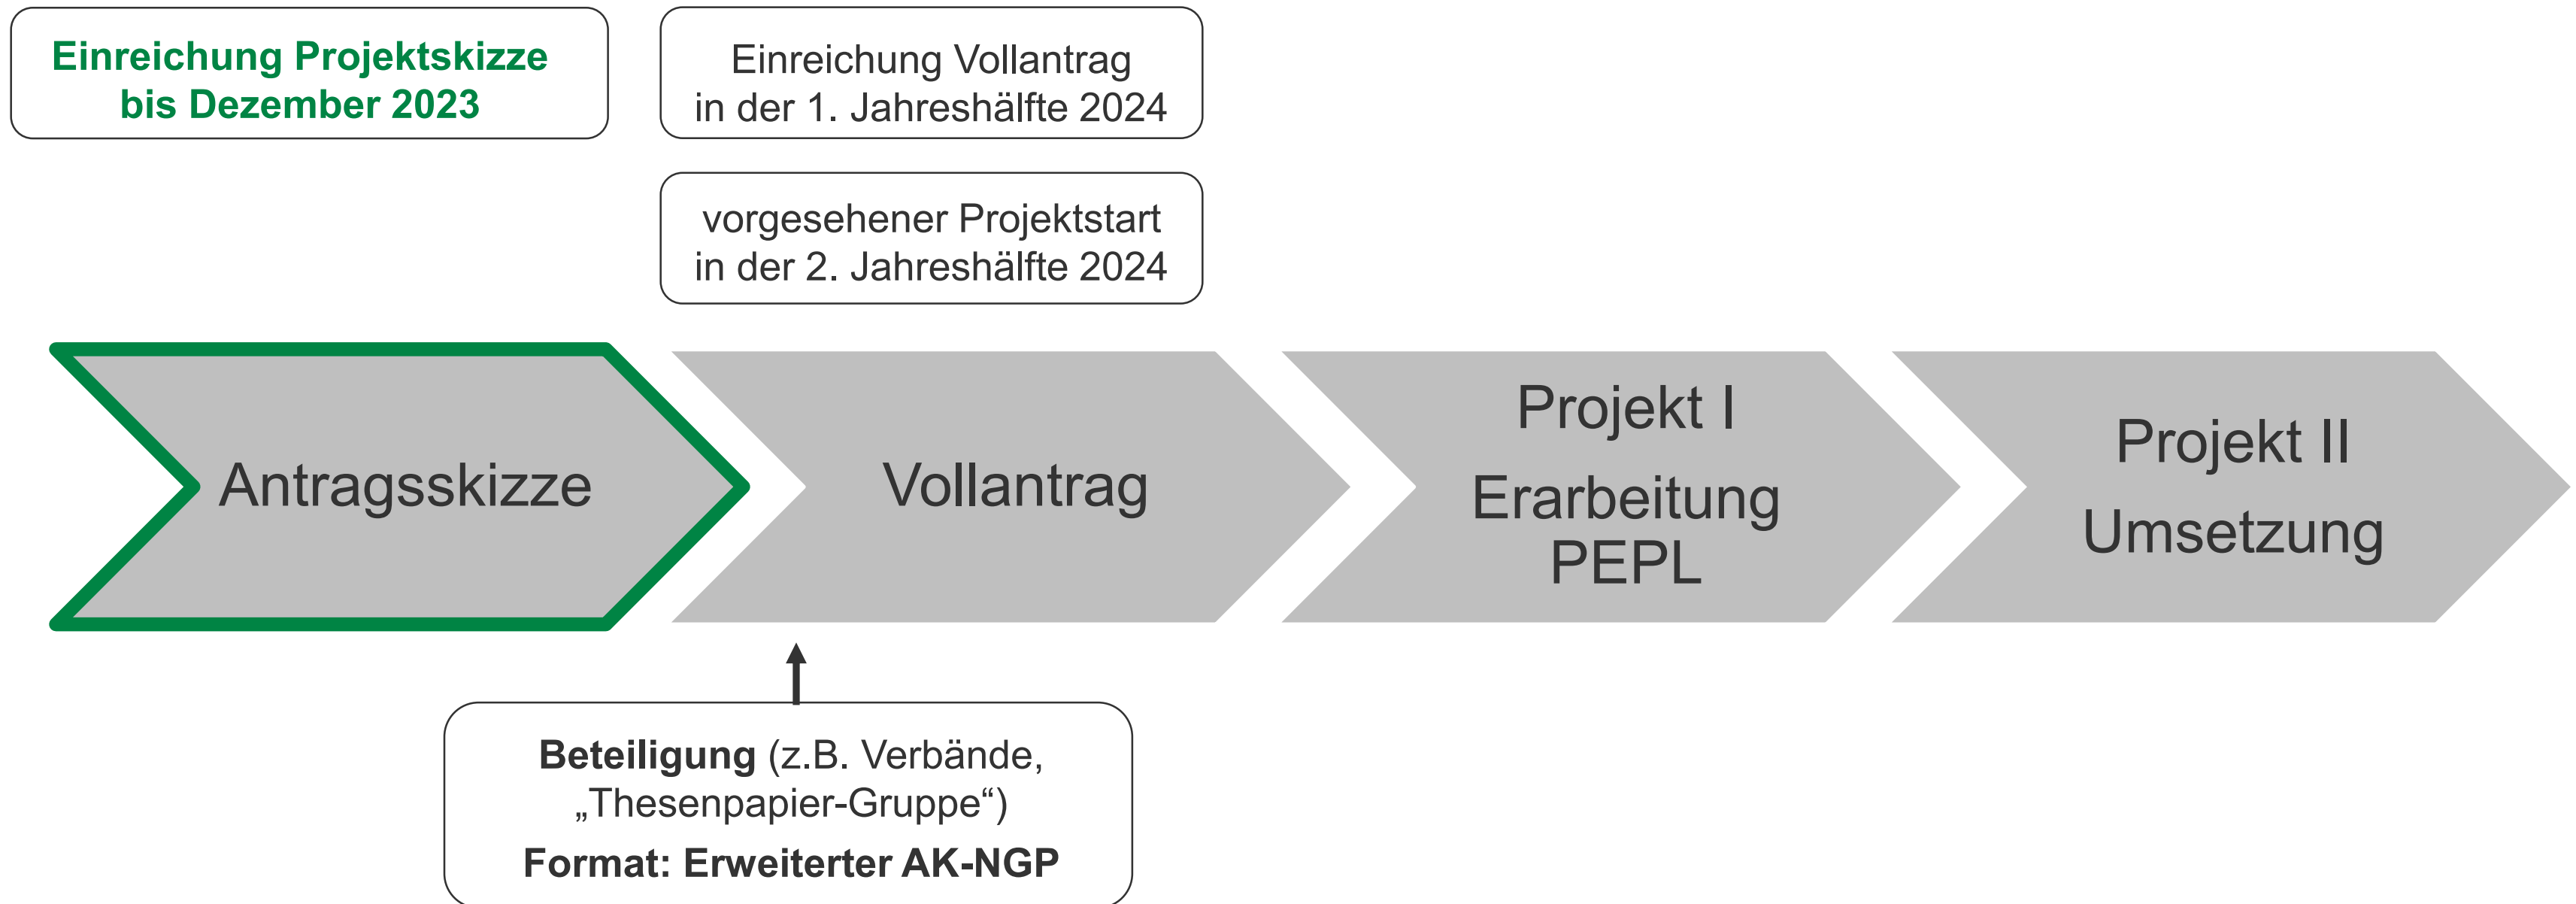 Einreichung Projektskizze
bis Dezember 2023
Einreichung Vollantrag
in der 1. Jahreshälfte 2024
vorgesehener Projektstart
in der 2. Jahreshälfte 2024
Antragsskizze
Vollantrag
Projekt I
Erarbeitung
PEPL
Projekt II
Umsetzung
Beteiligung (z.B. Verbände,
„Thesenpapier-Gruppe“)
Format: Erweiterter AK-NGP